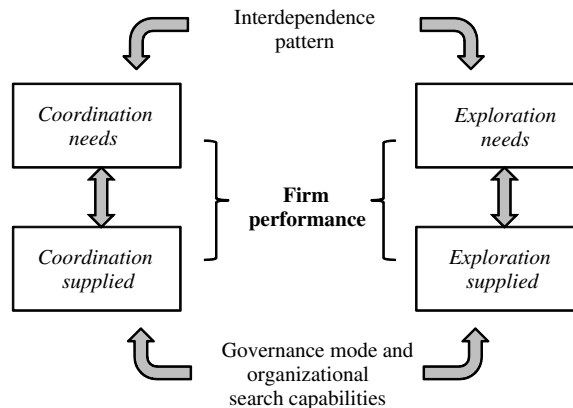 Interdependence
pattern
Coordination
needs
Exploration
needs
Firm
performance
Coordination
supplied
Exploration
supplied
Governance mode and
organizational
search capabilities